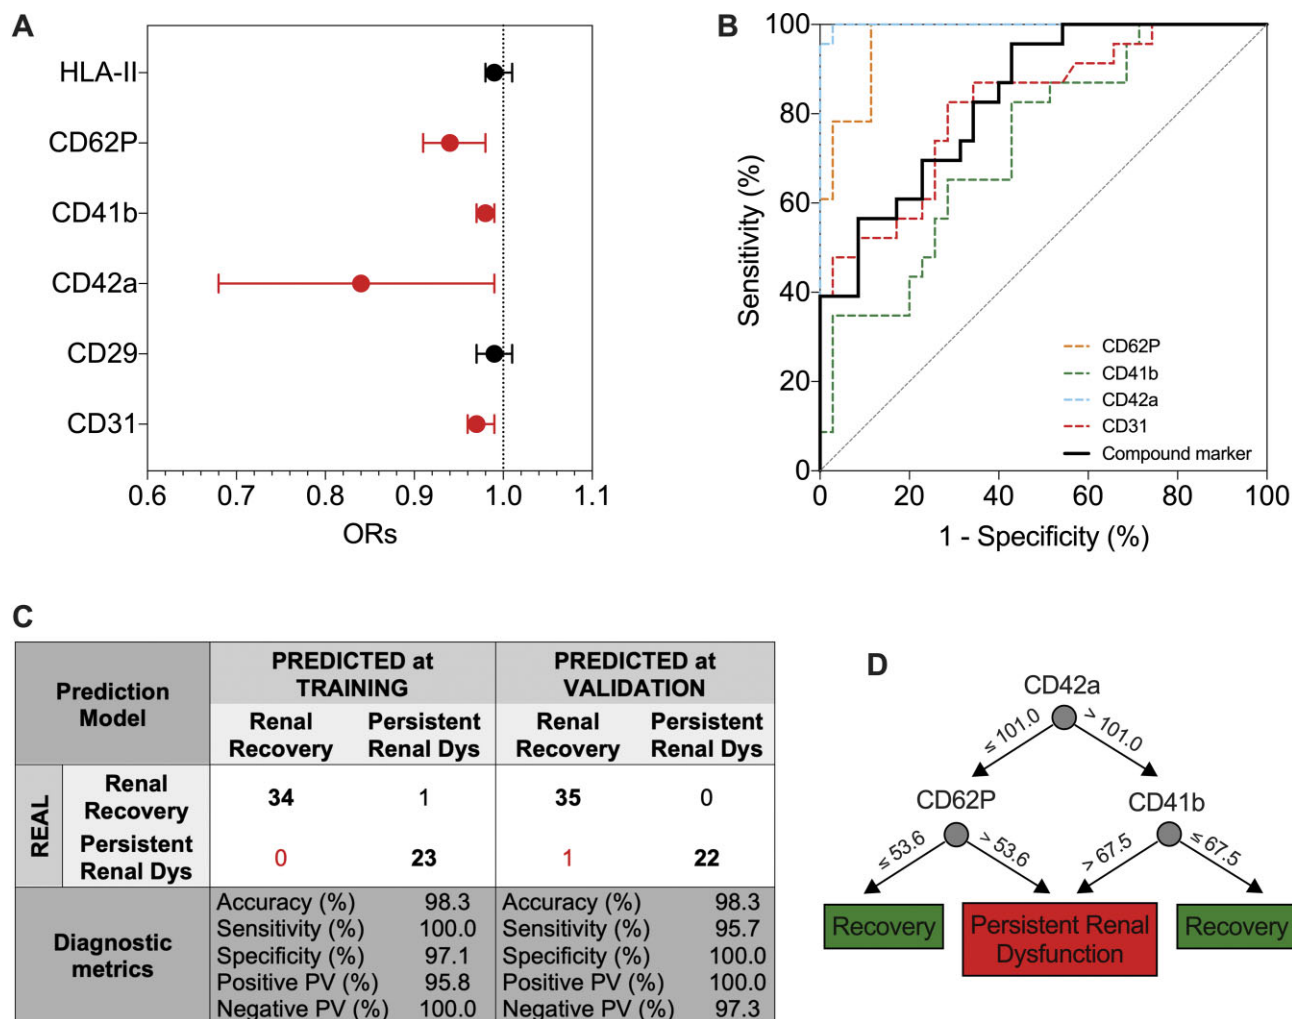 A
HLA-II
CD62P
CD41b
CD42a
CD29
CD31
0.6 0.7 0.8 0.9 1.0 1.1
ORs
B
100
80
60
40
20
0
Sensitivity (%)
CD62P
CD41b
CD42a
CD31
Compound marker
0 20 40 60 80 100
1 - Specificity (%)
C
Prediction
Model
PREDICTED at
TRAINING
PREDICTED at
VALIDATION
Renal
Recovery
Persistent
Renal Dys
Renal
Recovery
Persistent
Renal Dys
REAL
Renal
Recovery
34 1 35 0
Persistent
Renal Dys
0 23 1 22
Diagnostic
metrics
Accuracy (%) 98.3 Accuracy (%) 98.3
Sensitivity (%) 100.0 Sensitivity (%) 95.7
Specificity (%) 97.1 Specificity (%) 100.0
Positive PV (%) 95.8 Positive PV (%) 100.0
Negative PV (%) 100.0 Negative PV (%) 97.3
D
CD42a
≤ 101.0 > 101.0
CD62P CD41b
≤ 53.6 > 53.6 > 67.5 ≤ 67.5
Recovery
Persistent Renal
Dysfunction
Recovery